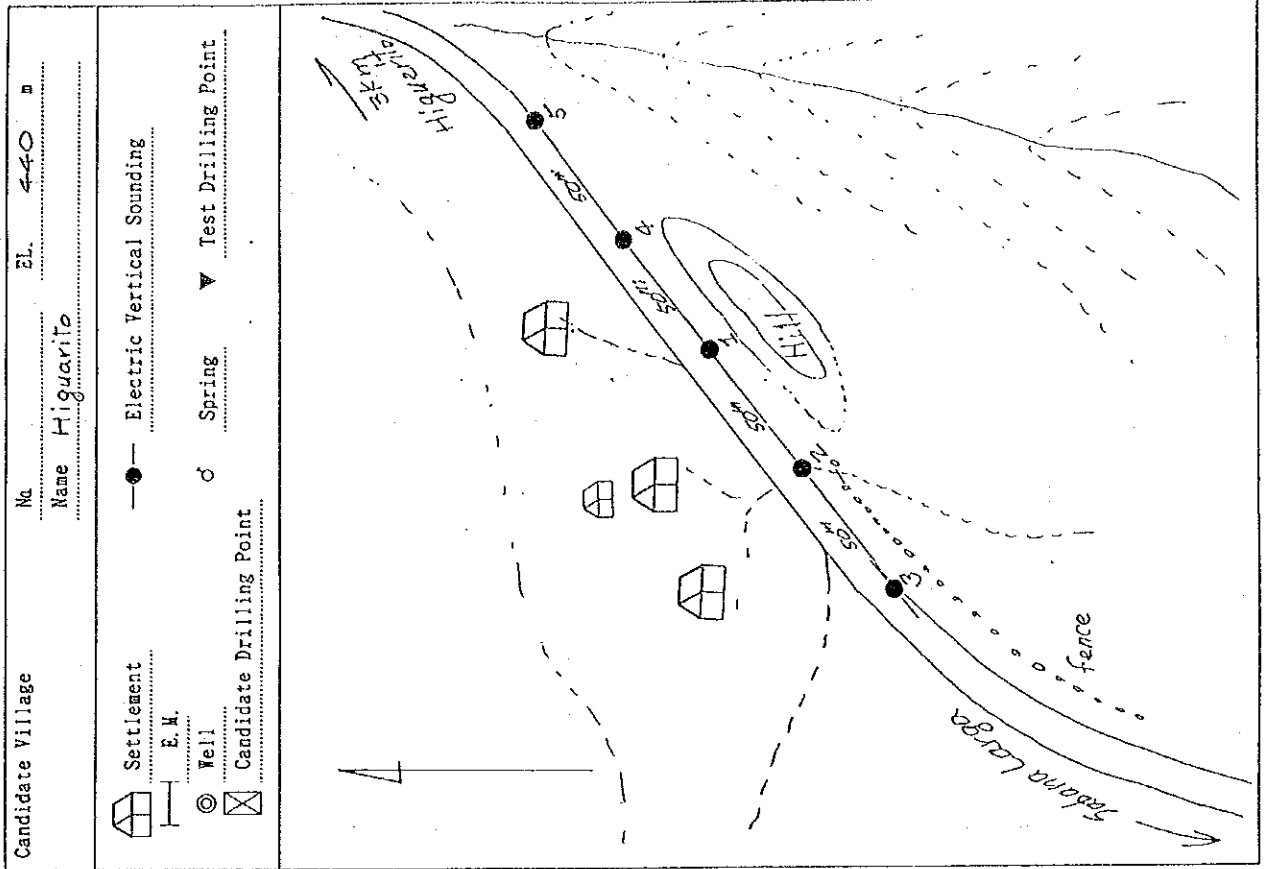 Candidate Village No. EL. 440 m
Name Higuarito
Settlement
Electric Vertical Sounding
E.M.
Well
Spring
Test Drilling Point
Candidate Drilling Point
3km
Higuerito
5
50m
4
50m
1
Hill
50m
2
50m
3
fence
Sabana Larga